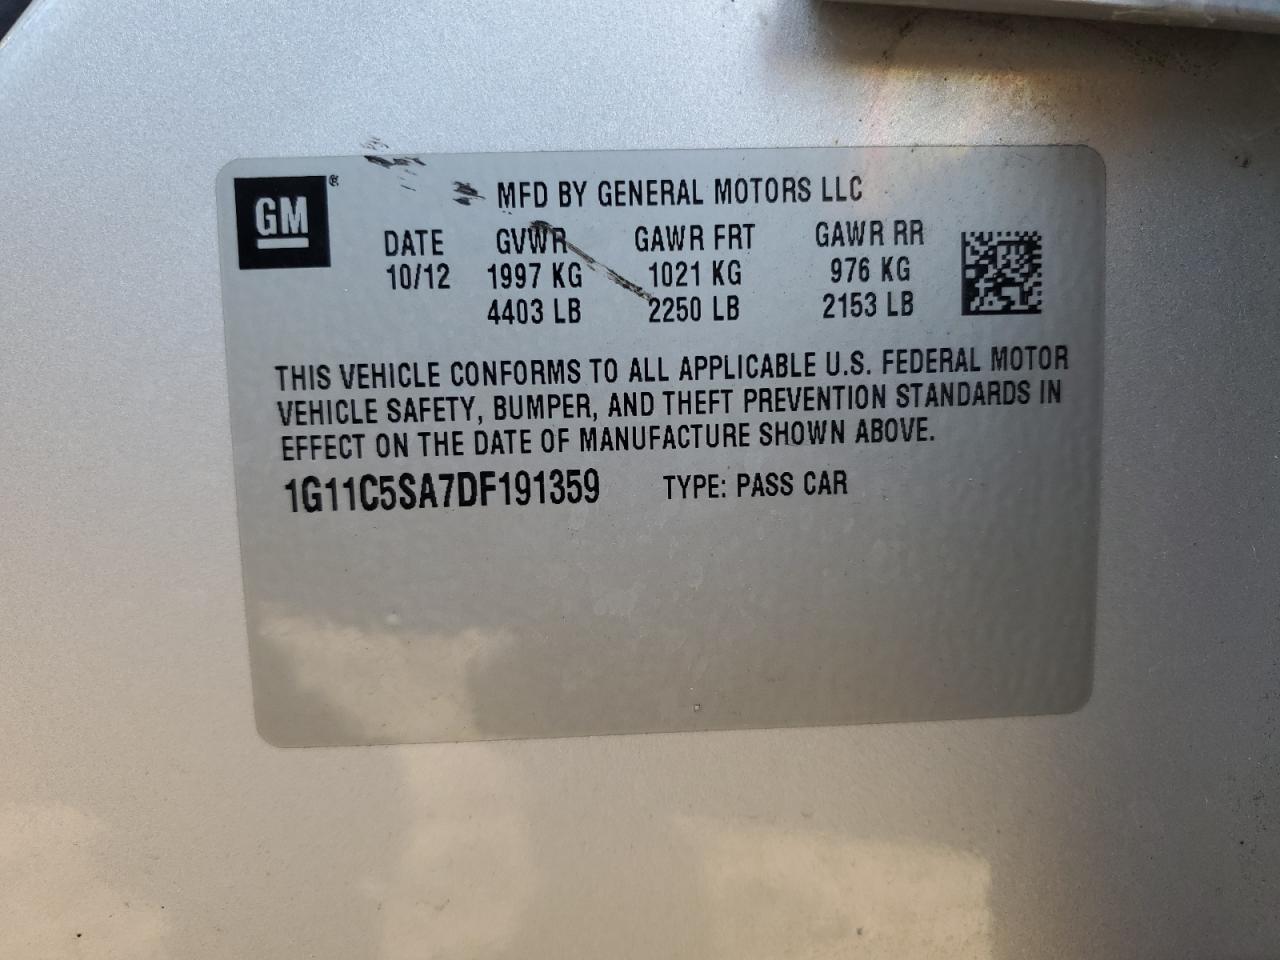 GM®
MFD BY GENERAL MOTORS LLC
DATE GVWR GAWR FRT GAWR RR
10/12 1997 KG 1021 KG 976 KG
4403 LB 2250 LB 2153 LB
THIS VEHICLE CONFORMS TO ALL APPLICABLE U.S. FEDERAL MOTOR
VEHICLE SAFETY, BUMPER, AND THEFT PREVENTION STANDARDS IN
EFFECT ON THE DATE OF MANUFACTURE SHOWN ABOVE.
1G11C5SA7DF191359 TYPE: PASS CAR